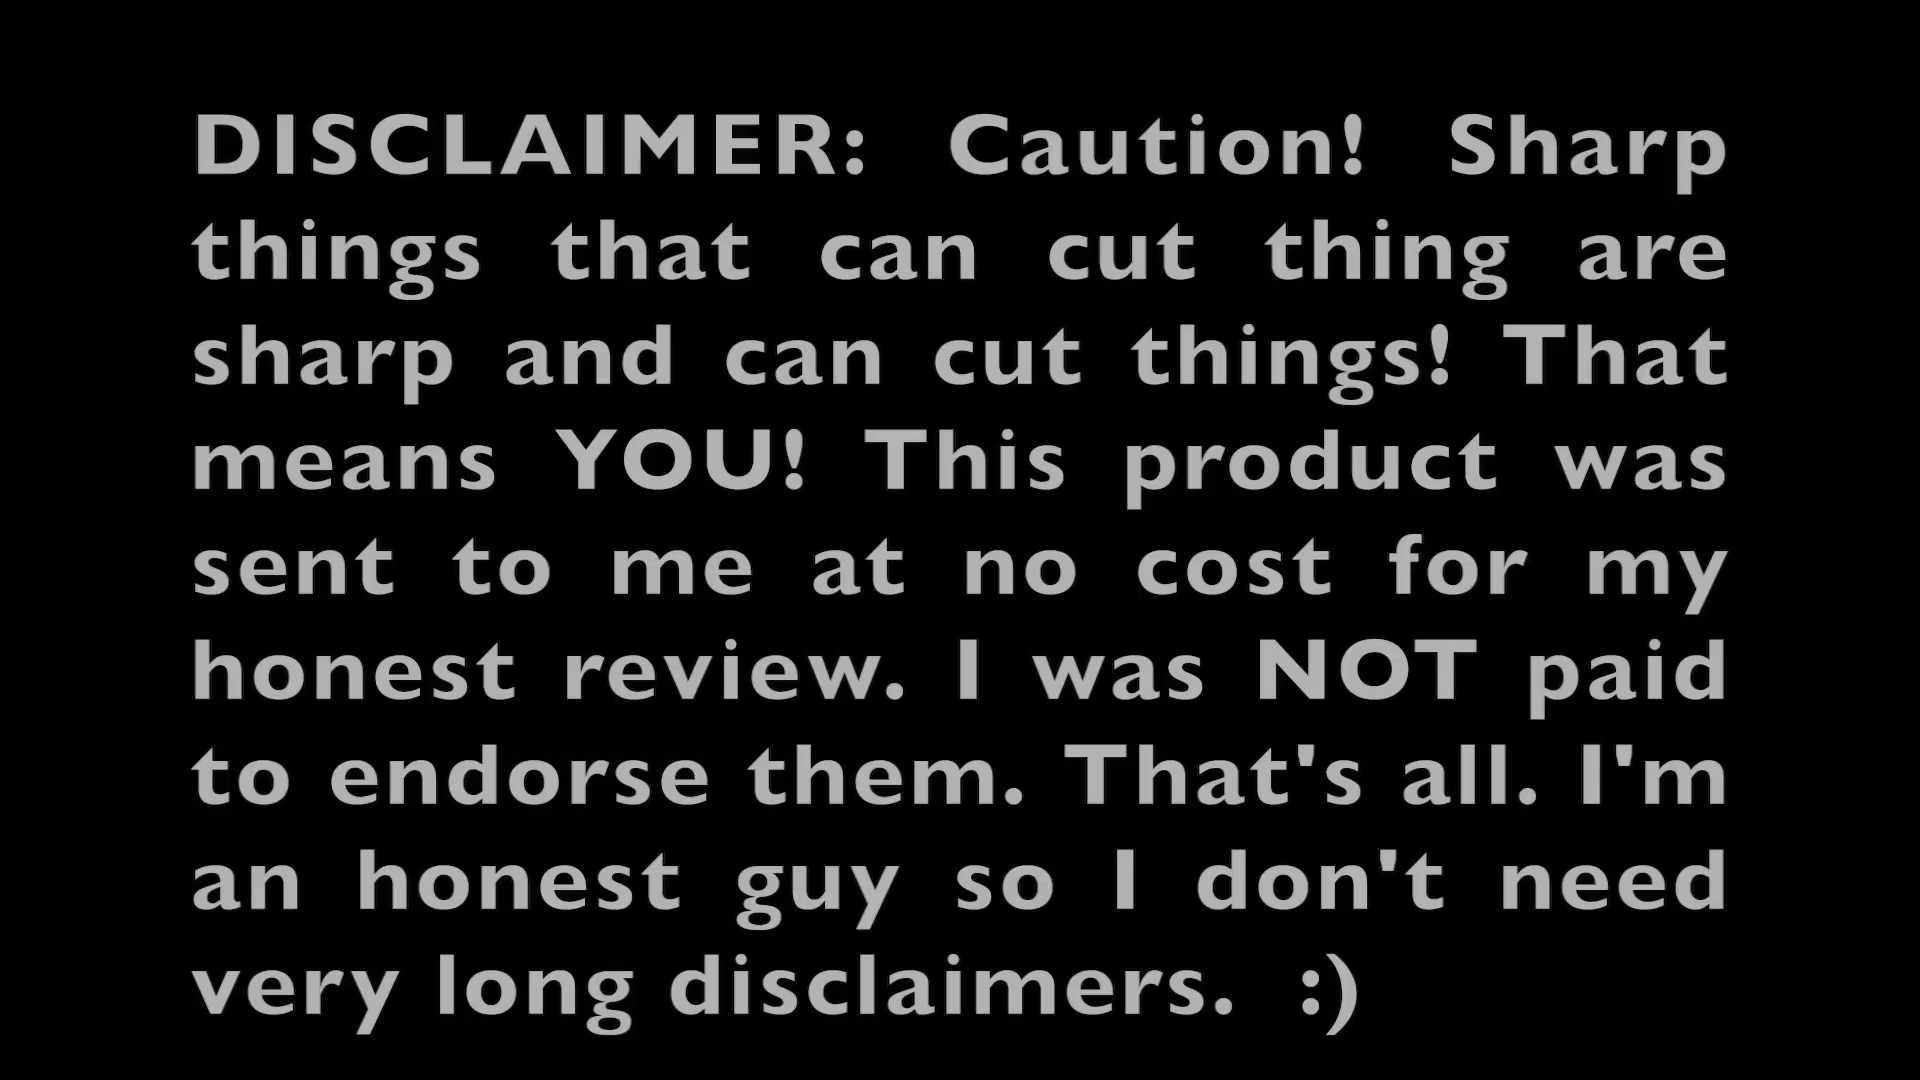 DISCLAIMER: Caution! Sharp
things that can cut thing are
sharp and can cut things! That
means YOU! This product was
sent to me at no cost for my
honest review. I was NOT paid
to endorse them. That's all. I'm
an honest guy so I don't need
very long disclaimers. :)